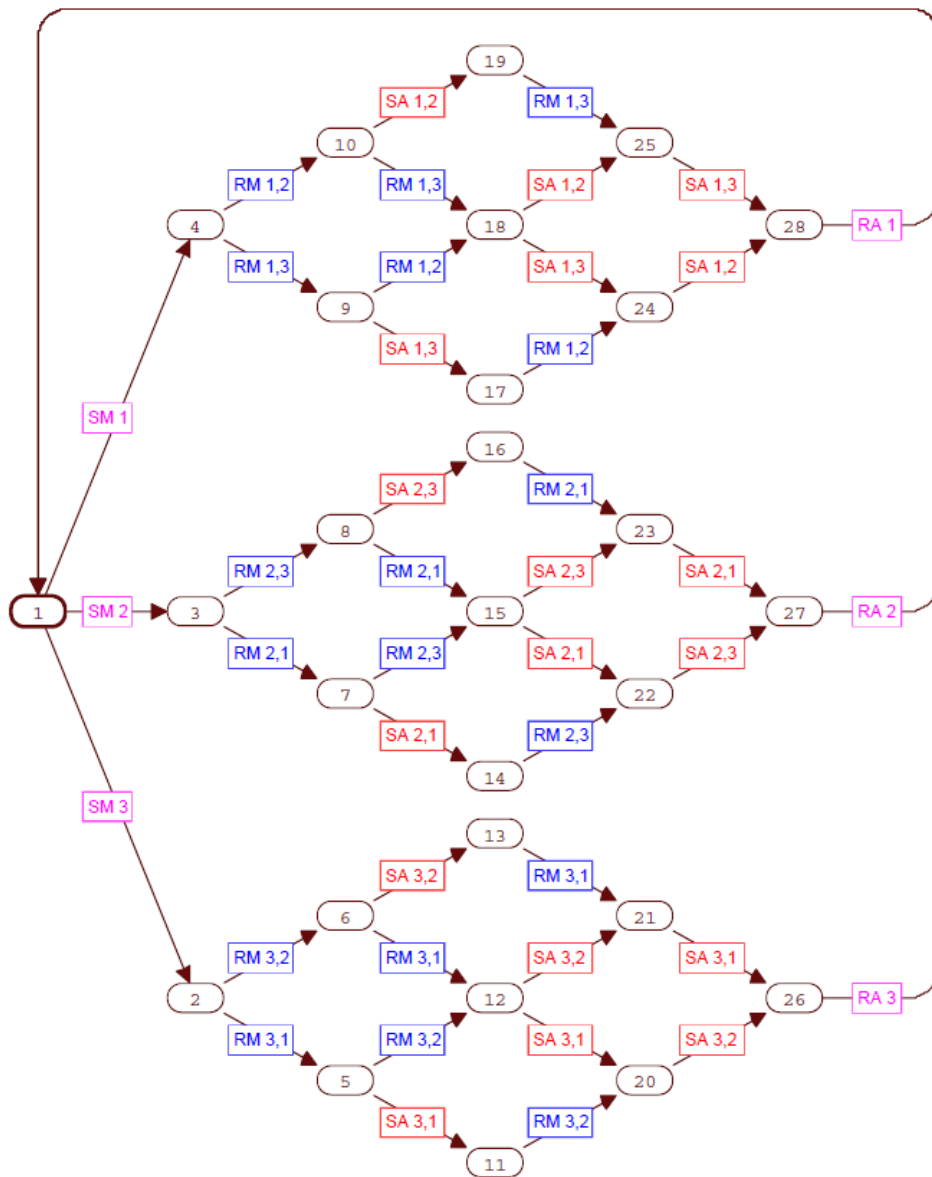 19
SA 1,2
RM 1,3
10
25
RM 1,2
RM 1,3
SA 1,2
SA 1,3
4
18
28
RA 1
RM 1,3
RM 1,2
SA 1,3
SA 1,2
9
24
SA 1,3
RM 1,2
17
SM 1
16
SA 2,3
RM 2,1
8
23
RM 2,3
RM 2,1
SA 2,3
SA 2,1
1
SM 2
3
15
27
RA 2
RM 2,1
RM 2,3
SA 2,1
SA 2,3
7
22
SA 2,1
RM 2,3
14
SM 3
13
SA 3,2
RM 3,1
6
21
RM 3,2
RM 3,1
SA 3,2
SA 3,1
2
12
26
RA 3
RM 3,1
RM 3,2
SA 3,1
SA 3,2
5
20
SA 3,1
RM 3,2
11